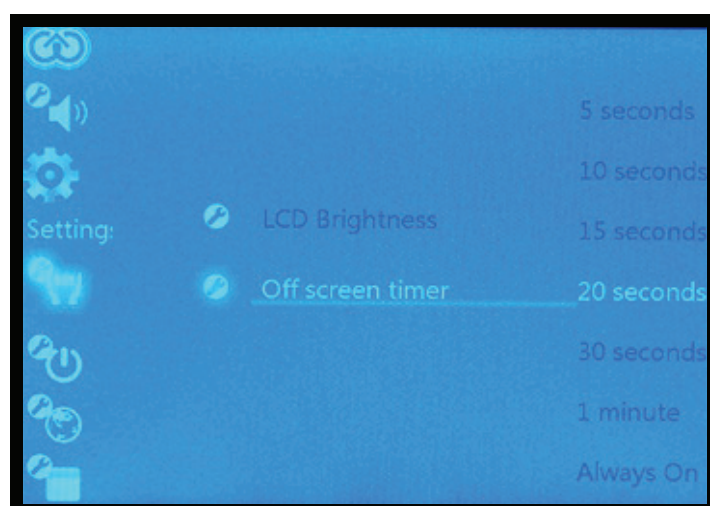 5 seconds
10 seconds
Settings
LCD Brightness
15 seconds
Off screen timer
20 seconds
30 seconds
1 minute
Always On